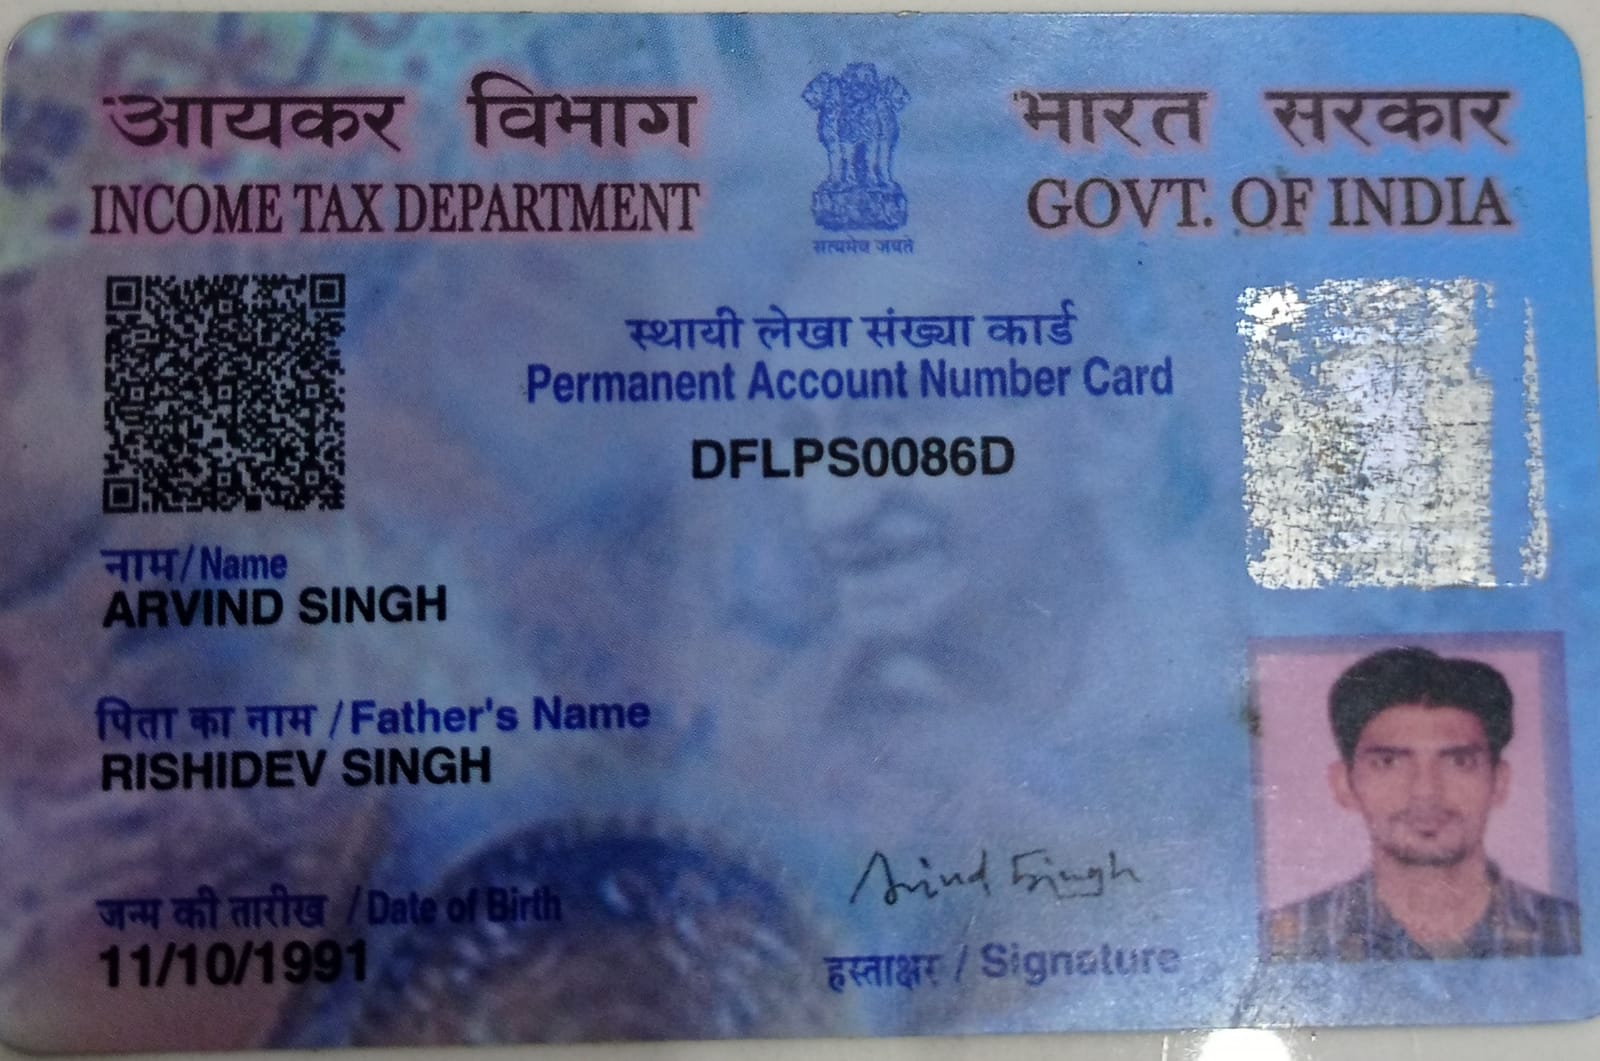 आयकर विभाग
INCOME TAX DEPARTMENT
सत्यमेव जयते
भारत सरकार
GOVT. OF INDIA
स्थायी लेखा संख्या कार्ड
Permanent Account Number Card
DFLPS0086D
नाम/Name
ARVIND SINGH
पिता का नाम/Father's Name
RISHIDEV SINGH
जन्म की तारीख/Date of Birth
11/10/1991
Arvind Singh
हस्ताक्षर/Signature